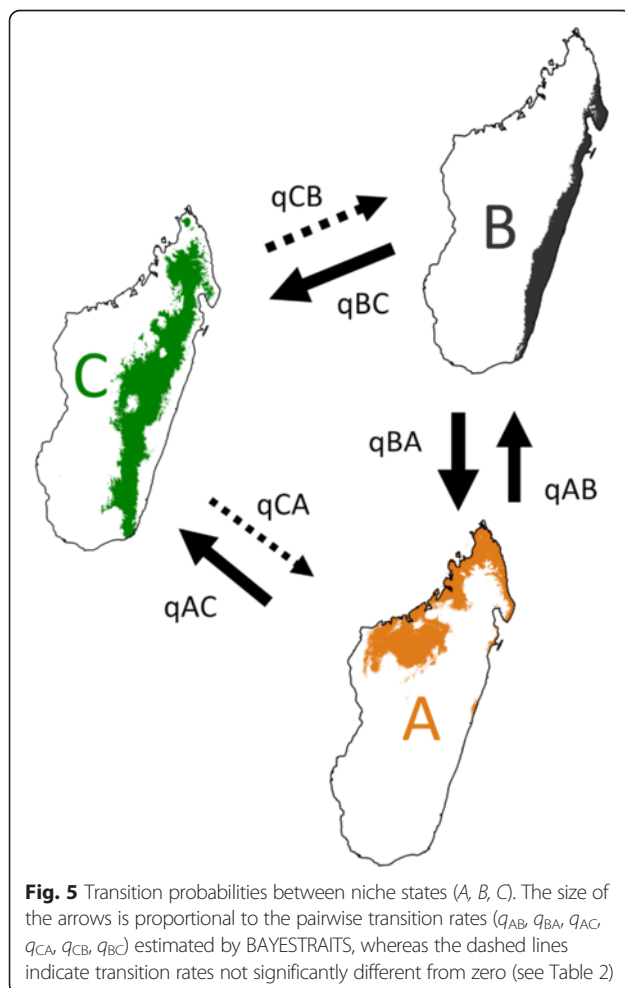 qCB
B
qBC
C
qBA
qAB
qCA
qAC
A
Fig. 5 Transition probabilities between niche states (A, B, C). The size of
the arrows is proportional to the pairwise transition rates (qAB, qBA, qAC,
qCA, qCB, qBC) estimated by BAYESTRAITS, whereas the dashed lines
indicate transition rates not significantly different from zero (see Table 2)